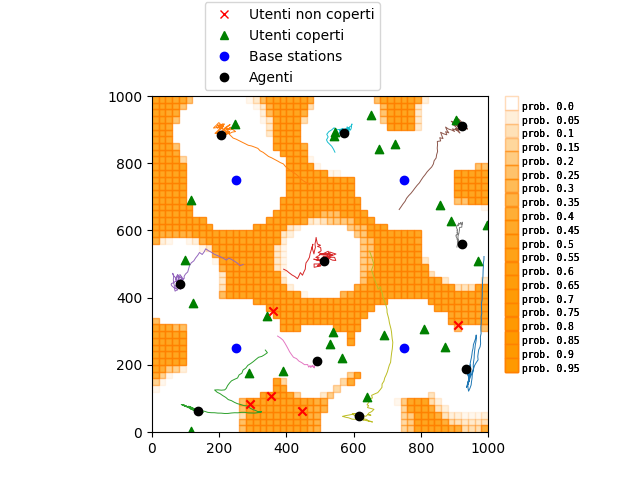 Utenti non coperti
Utenti coperti
Base stations
Agenti
1000
800
600
400
200
0
0
200
400
600
800
1000
prob. 0.0
prob. 0.05
prob. 0.1
prob. 0.15
prob. 0.2
prob. 0.25
prob. 0.3
prob. 0.35
prob. 0.4
prob. 0.45
prob. 0.5
prob. 0.55
prob. 0.6
prob. 0.65
prob. 0.7
prob. 0.75
prob. 0.8
prob. 0.85
prob. 0.9
prob. 0.95